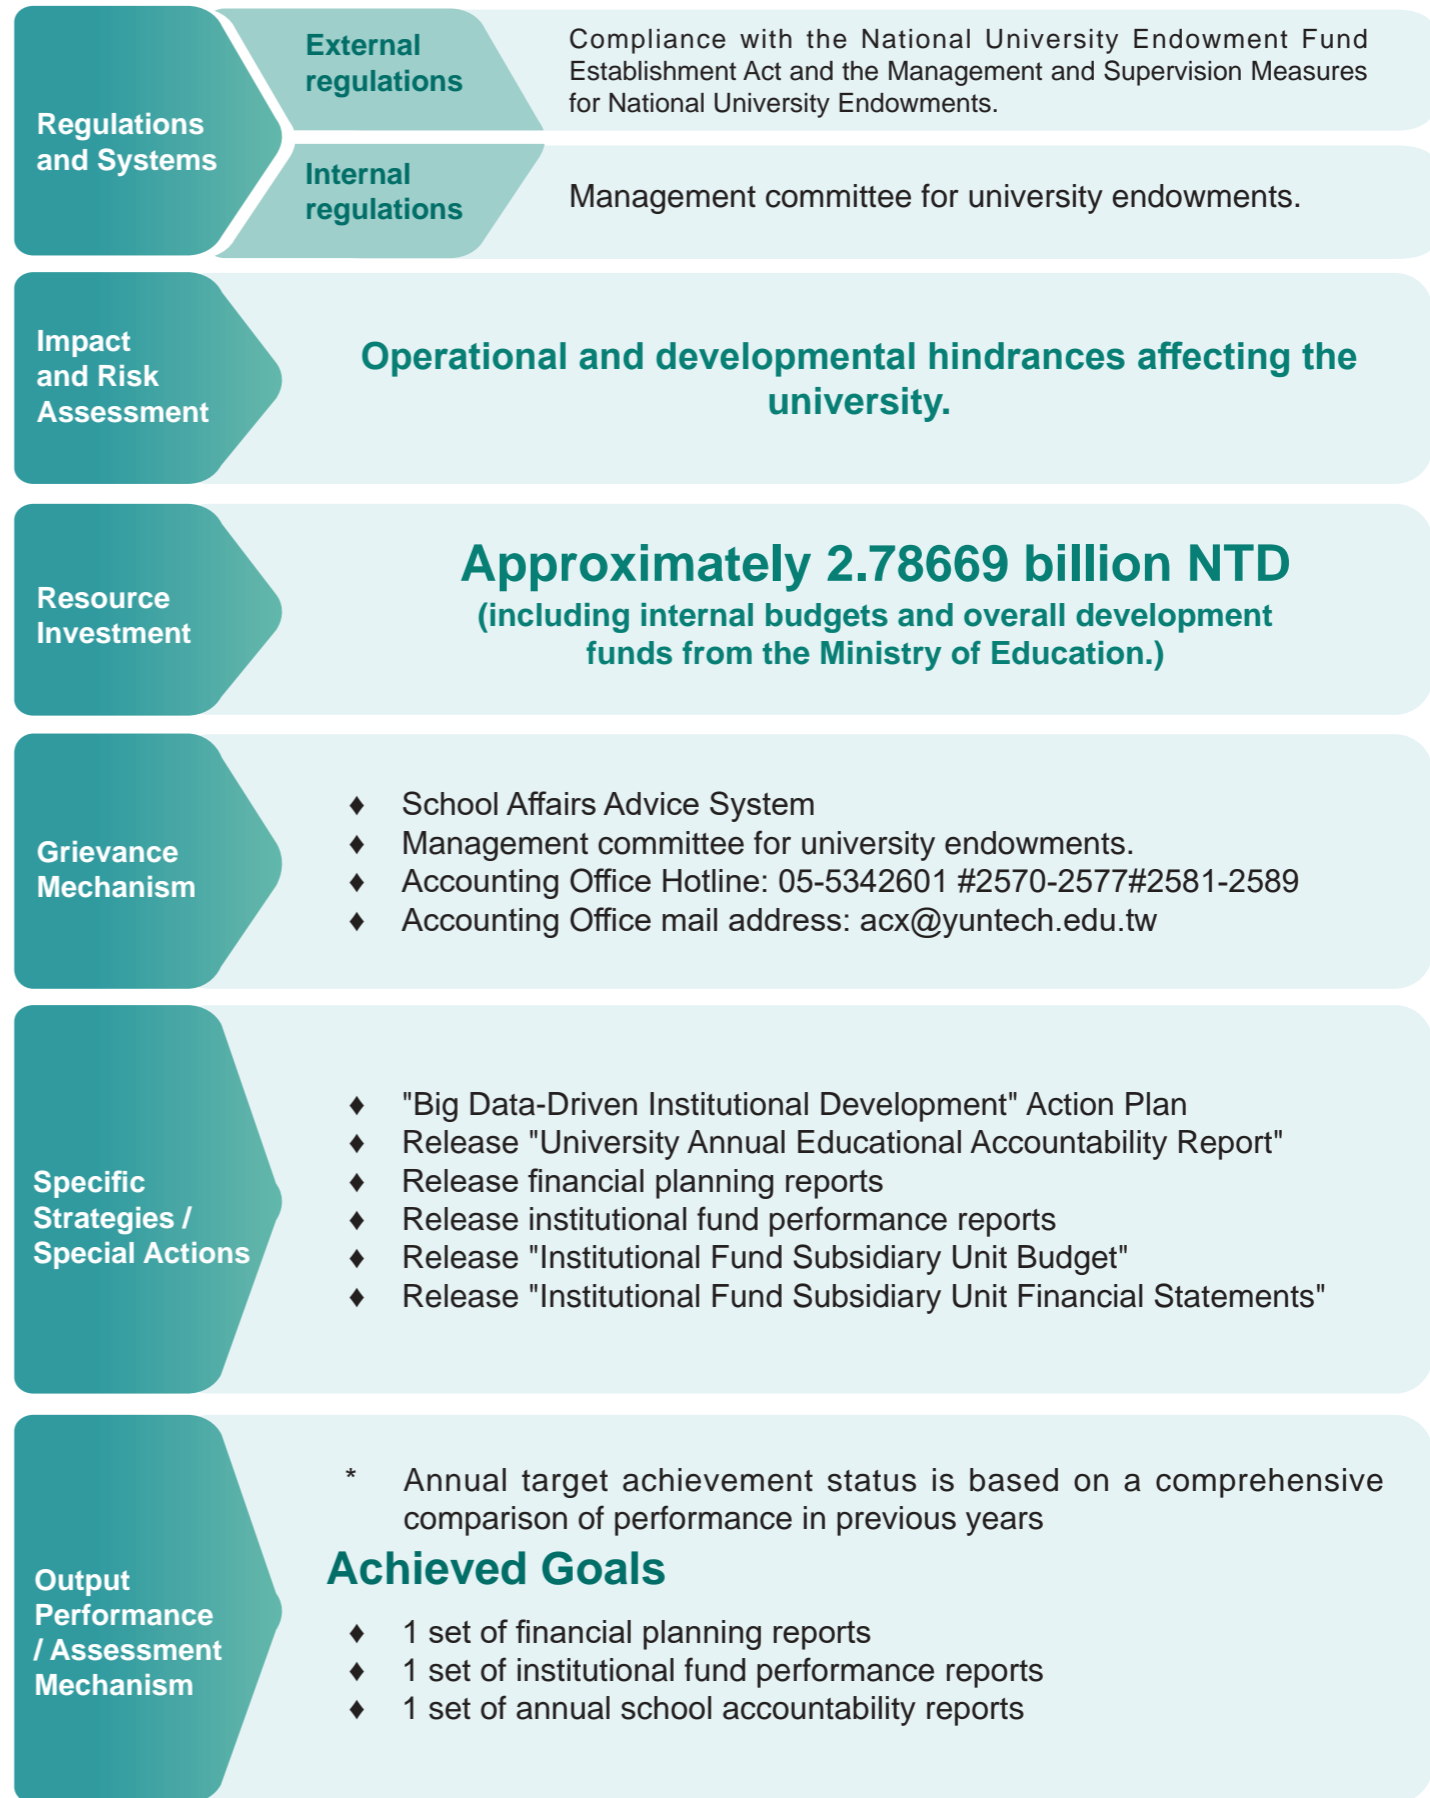 Regulations
and Systems
External
regulations
Compliance with the National University Endowment Fund
Establishment Act and the Management and Supervision Measures
for National University Endowments.
Internal
regulations
Management committee for university endowments.
Impact
and Risk
Assessment
Operational and developmental hindrances affecting the
university.
Resource
Investment
Approximately 2.78669 billion NTD
(including internal budgets and overall development
funds from the Ministry of Education.)
Grievance
Mechanism
♦ School Affairs Advice System
♦ Management committee for university endowments.
♦ Accounting Office Hotline: 05-5342601 #2570-2577#2581-2589
♦ Accounting Office mail address: acx@yuntech.edu.tw
Specific
Strategies /
Special Actions
♦ "Big Data-Driven Institutional Development" Action Plan
♦ Release "University Annual Educational Accountability Report"
♦ Release financial planning reports
♦ Release institutional fund performance reports
♦ Release "Institutional Fund Subsidiary Unit Budget"
♦ Release "Institutional Fund Subsidiary Unit Financial Statements"
Output
Performance
/ Assessment
Mechanism
* Annual target achievement status is based on a comprehensive
comparison of performance in previous years
Achieved Goals
♦ 1 set of financial planning reports
♦ 1 set of institutional fund performance reports
♦ 1 set of annual school accountability reports